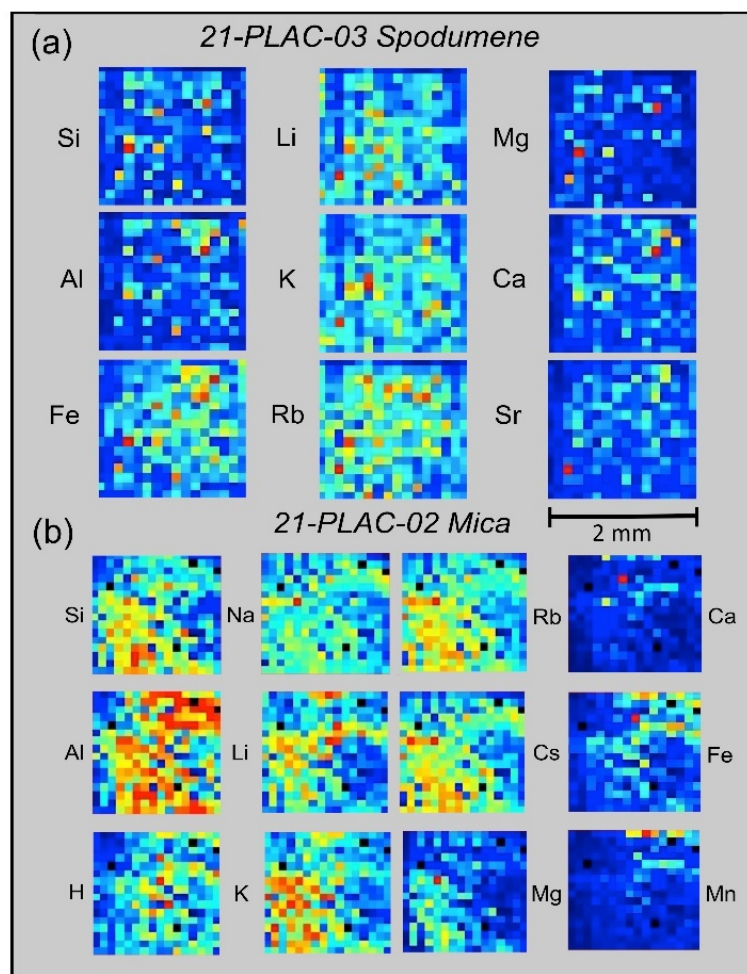 (a) 21-PLAC-03 Spodumene
Si Li Mg
Al K Ca
Fe Rb Sr
2 mm
(b) 21-PLAC-02 Mica
Si Na Rb Ca
Al Li Cs Fe
H K Mg Mn